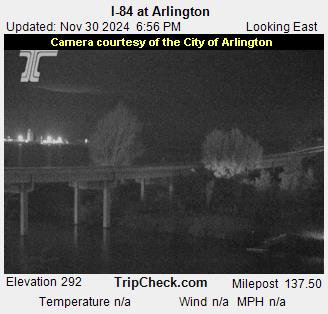 I-84 at Arlington
Updated: Nov 30 2024 6:56 PM Looking East
Camera courtesy of the City of Arlington
Elevation 292 TripCheck.com Milepost 137.50
Temperature n/a Wind n/a MPH n/a